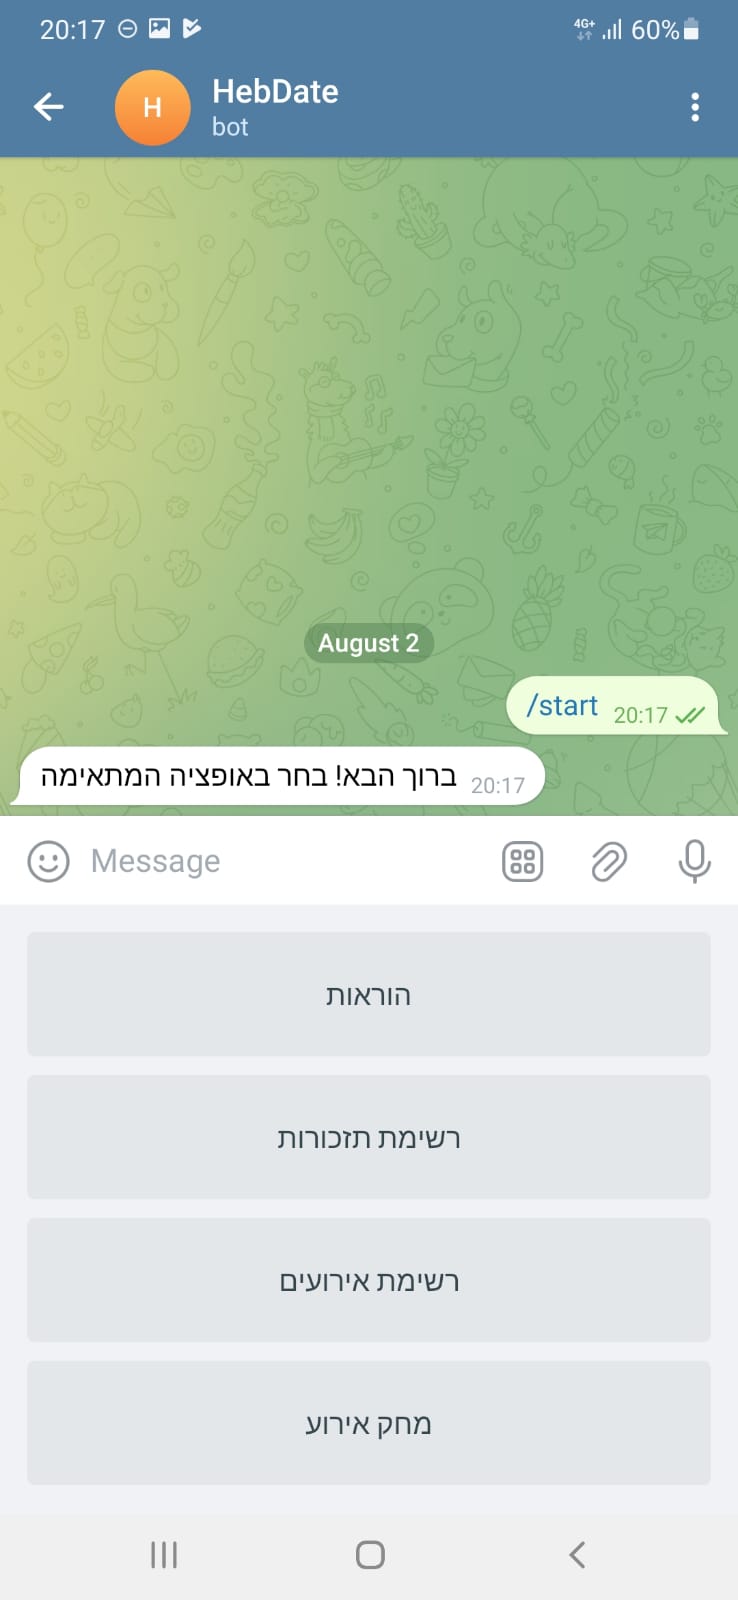 20:17 4G+ 60%
H
HebDate
bot
August 2
/start 20:17
ברוך הבא! בחר באופציה המתאימה 20:17
Message
הוראות
רשימת תזכורות
רשימת אירועים
מחק אירוע